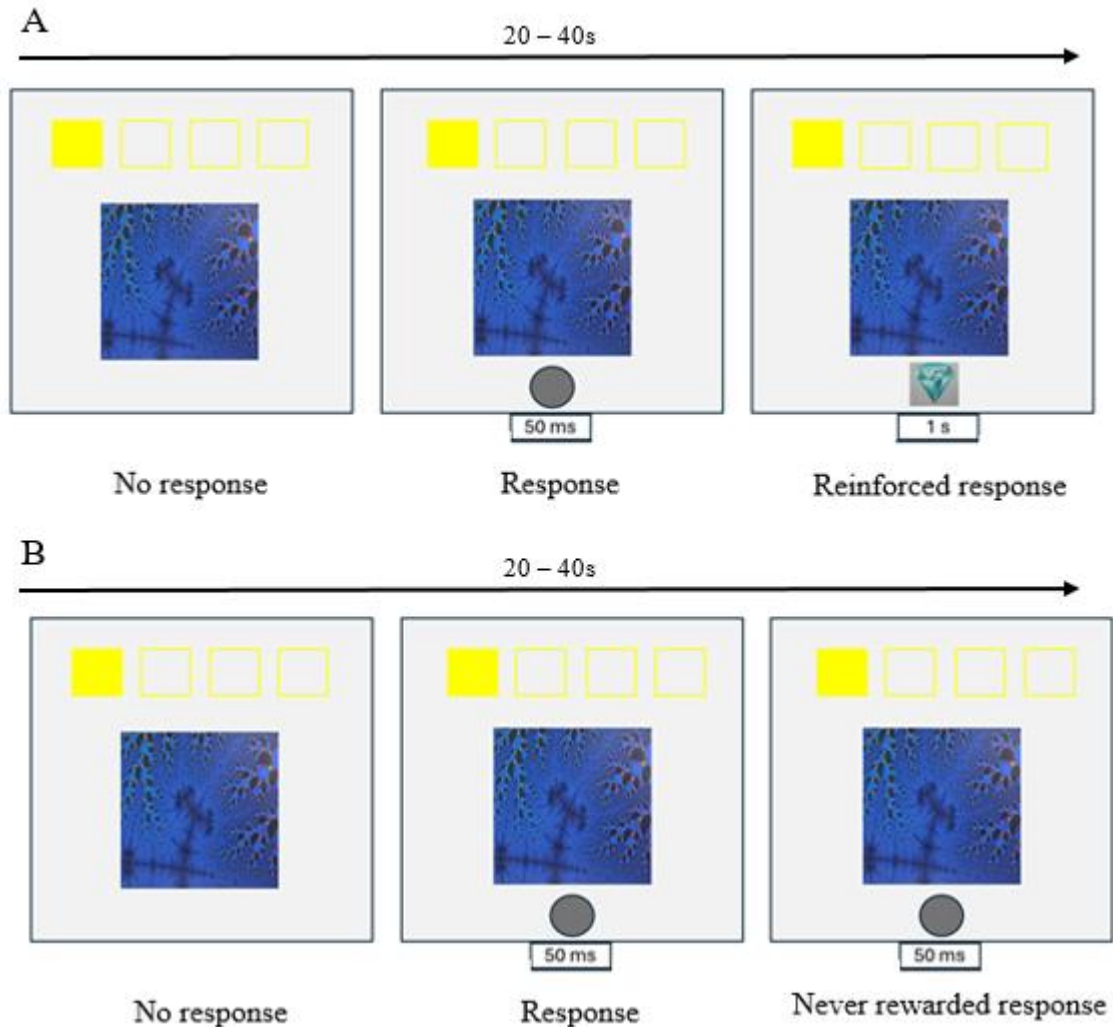 A
20 – 40s
50 ms
1 s
No response
Response
Reinforced response
B
20 – 40s
50 ms
50 ms
No response
Response
Never rewarded response